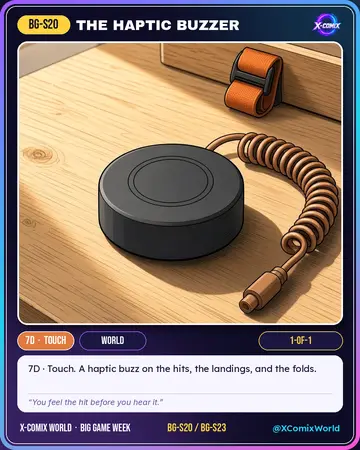 BG-S20
THE HAPTIC BUZZER
X-COMIX
7D · TOUCH
WORLD
1-OF-1
7D · Touch. A haptic buzz on the hits, the landings, and the folds.
"You feel the hit before you hear it."
X-COMIX WORLD · BIG GAME WEEK
BG-S20 / BG-S23
@XComixWorld